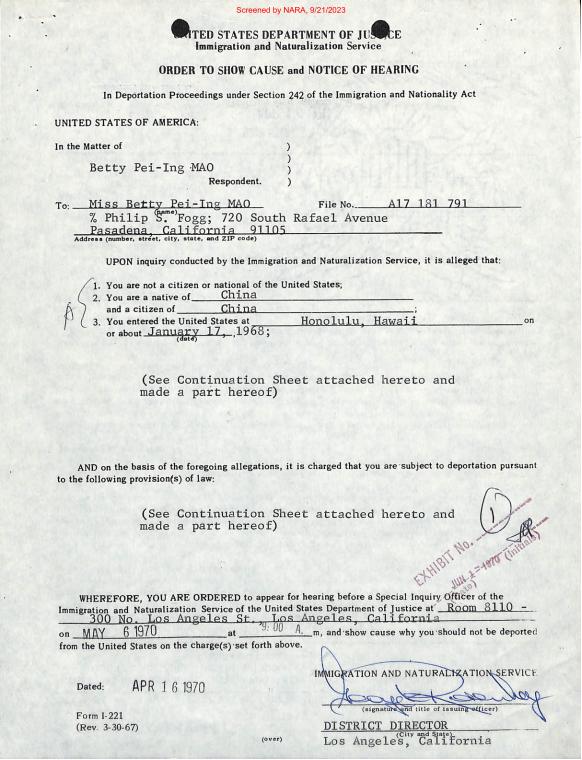 Screened by NARA, 9/21/2023
UNITED STATES DEPARTMENT OF JUSTICE
Immigration and Naturalization Service
ORDER TO SHOW CAUSE and NOTICE OF HEARING
In Deportation Proceedings under Section 242 of the Immigration and Nationality Act
UNITED STATES OF AMERICA:
In the Matter of )
)
Betty Pei-Ing MAO )
Respondent. )
To: Miss Betty Pei-Ing MAO File No. A17 181 791
(name)
% Philip S. Fogg; 720 South Rafael Avenue
Pasadena, California 91105
Address (number, street, city, state, and ZIP code)
UPON inquiry conducted by the Immigration and Naturalization Service, it is alleged that:
1. You are not a citizen or national of the United States;
2. You are a native of China
and a citizen of China ;
A
3. You entered the United States at Honolulu, Hawaii on
or about January 17, 1968;
(date)
(See Continuation Sheet attached hereto and
made a part hereof)
AND on the basis of the foregoing allegations, it is charged that you are subject to deportation pursuant
to the following provision(s) of law:
(See Continuation Sheet attached hereto and
made a part hereof)
1
EXHIBIT No.
JUN 1 - 1970 (Initials)
WHEREFORE, YOU ARE ORDERED to appear for hearing before a Special Inquiry Officer of the
Immigration and Naturalization Service of the United States Department of Justice at Room 8110 -
300 No. Los Angeles St., Los Angeles, California
on MAY 6 1970 at 9:00 A. m, and show cause why you should not be deported
from the United States on the charge(s) set forth above.
IMMIGRATION AND NATURALIZATION SERVICE
Dated: APR 16 1970
(signature and title of issuing officer)
Form I-221
(Rev. 3-30-67)
DISTRICT DIRECTOR
(City and State)
(over)
Los Angeles, California